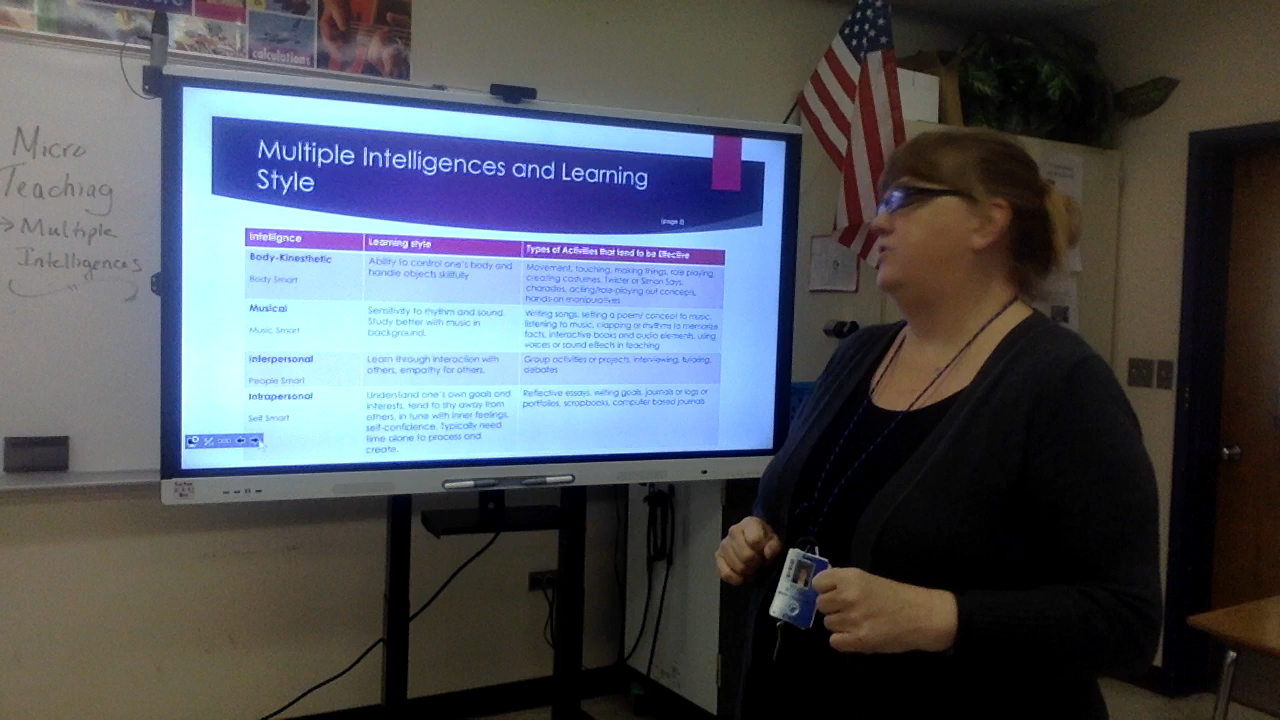 calculations
Micro
Teaching
→ Multiple
Intelligences
Multiple Intelligences and Learning
Style
(page 2)
Intellignce
Learning style
Types of Activities that tend to be Effective
Body-Kinesthetic
Body Smart
Ability to control one's body and
handle objects skillfully
Movement, touching, making things, role playing
creating costumes, Twister or Simon Says,
charades, acting/role-playing out concepts,
hands-on manipulatives
Musical
Music Smart
Sensitivity to rhythm and sound.
Study better with music in
background.
Writing songs, setting a poem/ concept to music,
listening to music, clapping or rhythms to memorize
facts, interactive books and audio elements, using
voices or sound effects in teaching
Interpersonal
People Smart
Learn through interaction with
others, empathy for others.
Group activities or projects, interviewing, tutoring,
debates
Intrapersonal
Self Smart
Understand one's own goals and
interests, tend to shy away from
others, in tune with inner feelings,
self-confidence. Typically need
time alone to process and
create.
Reflective essays, writing goals, journals or logs or
portfolios, scrapbooks, computer based journals